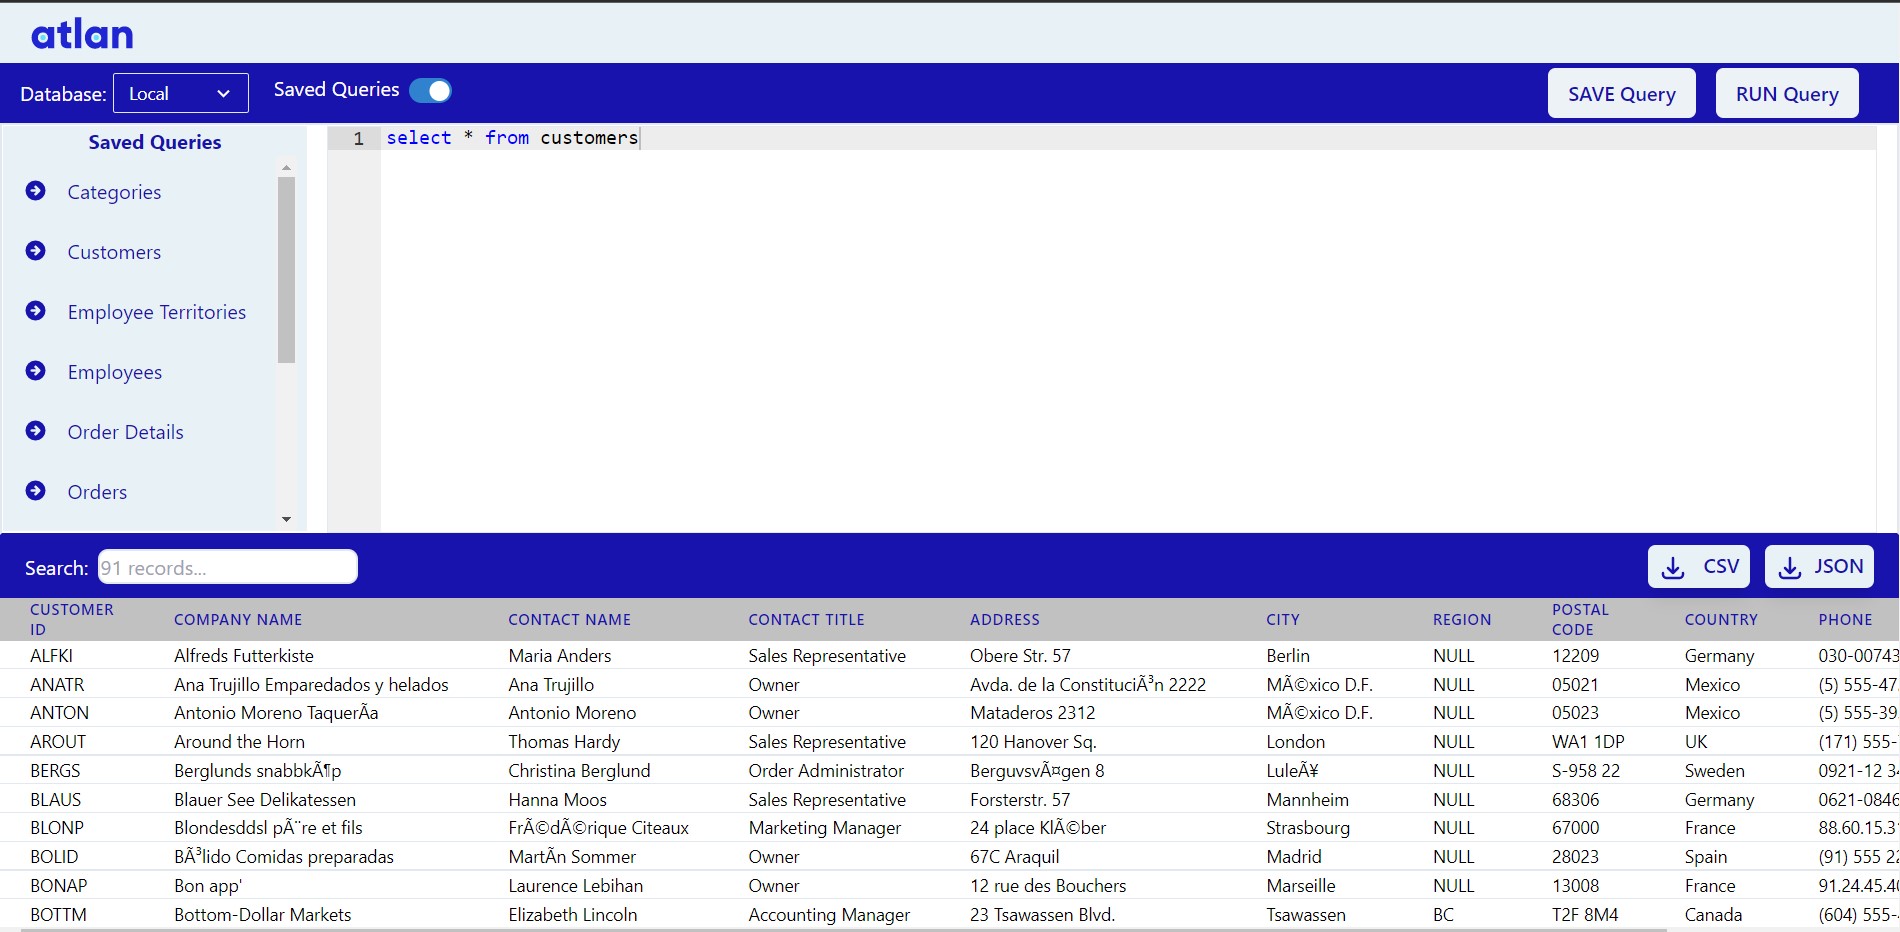 atlan
Database: Local Saved Queries SAVE Query RUN Query
Saved Queries
Categories
Customers
Employee Territories
Employees
Order Details
Orders
1 select * from customers
Search: 91 records... CSV JSON
CUSTOMER ID COMPANY NAME CONTACT NAME CONTACT TITLE ADDRESS CITY REGION POSTAL CODE COUNTRY PHONE
ALFKI Alfreds Futterkiste Maria Anders Sales Representative Obere Str. 57 Berlin NULL 12209 Germany 030-00743
ANATR Ana Trujillo Emparedados y helados Ana Trujillo Owner Avda. de la ConstituciÃ³n 2222 MÃ©xico D.F. NULL 05021 Mexico (5) 555-47
ANTON Antonio Moreno TaquerÃa Antonio Moreno Owner Mataderos 2312 MÃ©xico D.F. NULL 05023 Mexico (5) 555-39
AROUT Around the Horn Thomas Hardy Sales Representative 120 Hanover Sq. London NULL WA1 1DP UK (171) 555-
BERGS Berglunds snabbkÃ¶p Christina Berglund Order Administrator BerguvsvÃ¤gen 8 LuleÃ¥ NULL S-958 22 Sweden 0921-12 3
BLAUS Blauer See Delikatessen Hanna Moos Sales Representative Forsterstr. 57 Mannheim NULL 68306 Germany 0621-0846
BLONP Blondesddsl pÃ¨re et fils FrÃ©dÃ©rique Citeaux Marketing Manager 24 place KlÃ©ber Strasbourg NULL 67000 France 88.60.15.3
BOLID BÃ³lido Comidas preparadas MartÃn Sommer Owner 67C Araquil Madrid NULL 28023 Spain (91) 555 22
BONAP Bon app' Laurence Lebihan Owner 12 rue des Bouchers Marseille NULL 13008 France 91.24.45.4
BOTTM Bottom-Dollar Markets Elizabeth Lincoln Accounting Manager 23 Tsawassen Blvd. Tsawassen BC T2F 8M4 Canada (604) 555-